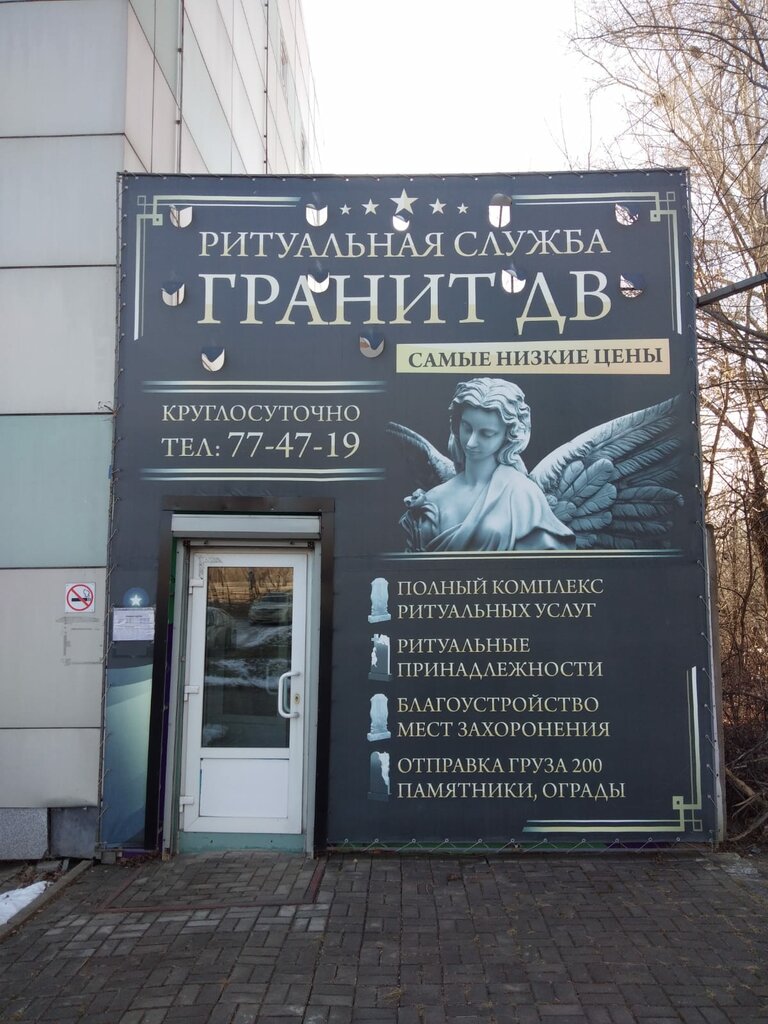 РИТУАЛЬНАЯ СЛУЖБА
ГРАНИТ ДВ
САМЫЕ НИЗКИЕ ЦЕНЫ
КРУГЛОСУТОЧНО
ТЕЛ: 77-47-19
ПОЛНЫЙ КОМПЛЕКС
РИТУАЛЬНЫХ УСЛУГ
РИТУАЛЬНЫЕ
ПРИНАДЛЕЖНОСТИ
БЛАГОУСТРОЙСТВО
МЕСТ ЗАХОРОНЕНИЯ
ОТПРАВКА ГРУЗА 200
ПАМЯТНИКИ, ОГРАДЫ